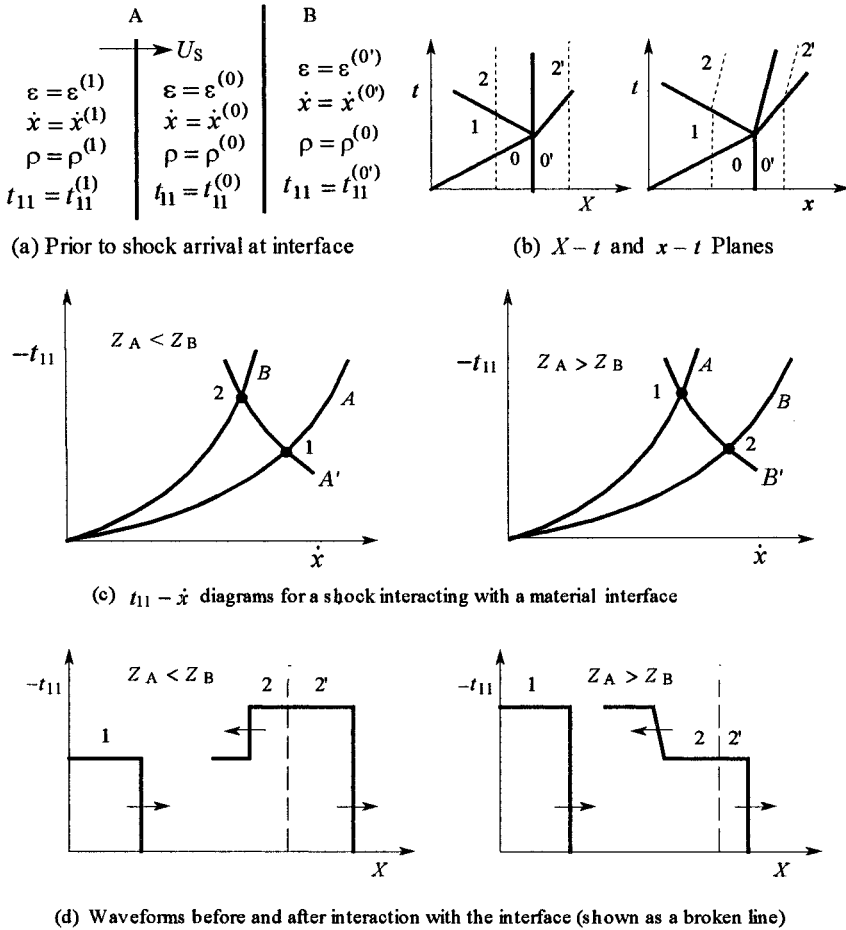 A
B
U_S
ε = ε^(1)
ẋ = ẋ^(1)
ρ = ρ^(1)
t_11 = t_11^(1)
ε = ε^(0)
ẋ = ẋ^(0)
ρ = ρ^(0)
t_11 = t_11^(0)
ε = ε^(0')
ẋ = ẋ^(0')
ρ = ρ^(0)
t_11 = t_11^(0')
(a) Prior to shock arrival at interface
t
2
2'
1
0
0'
X
t
2
2'
1
0
0'
x
(b) X – t and x – t Planes
–t_11
Z_A < Z_B
B
A
2
1
A'
ẋ
–t_11
Z_A > Z_B
A
B
1
2
B'
ẋ
(c) t_11 – ẋ diagrams for a shock interacting with a material interface
–t_11
Z_A < Z_B
1
2
2'
X
–t_11
1
Z_A > Z_B
2
2'
X
(d) Waveforms before and after interaction with the interface (shown as a broken line)